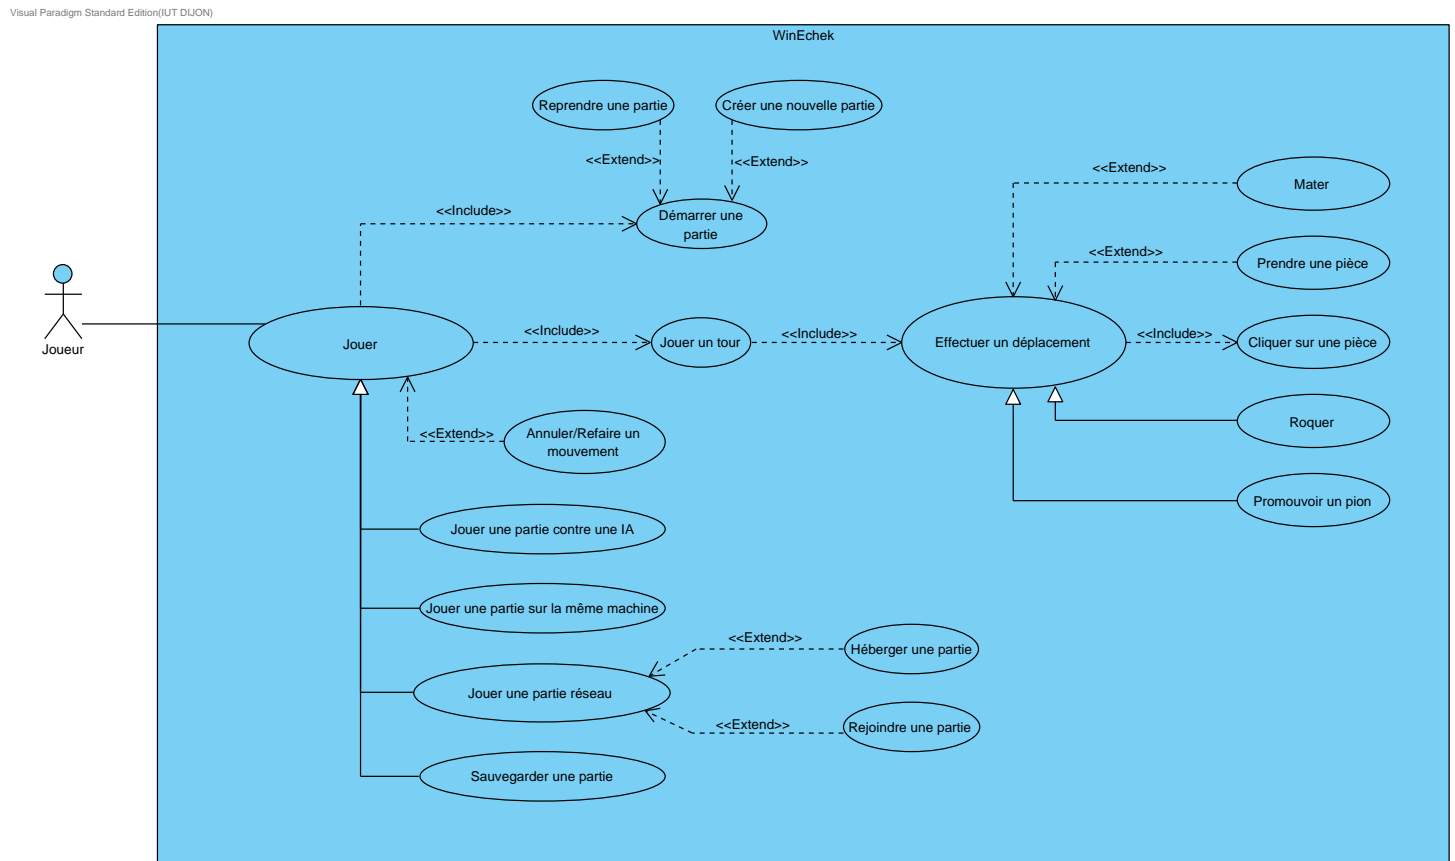 Visual Paradigm Standard Edition(IUT DIJON)
WinEchek
Reprendre une partie
Créer une nouvelle partie
<<Extend>>
<<Extend>>
<<Extend>>
Mater
<<Include>>
Démarrer une
partie
<<Extend>>
Prendre une pièce
Joueur
Jouer
<<Include>>
Jouer un tour
<<Include>>
Effectuer un déplacement
<<Include>>
Cliquer sur une pièce
<<Extend>>
Annuler/Refaire un
mouvement
Roquer
Promouvoir un pion
Jouer une partie contre une IA
Jouer une partie sur la même machine
<<Extend>>
Héberger une partie
Jouer une partie réseau
<<Extend>>
Rejoindre une partie
Sauvegarder une partie